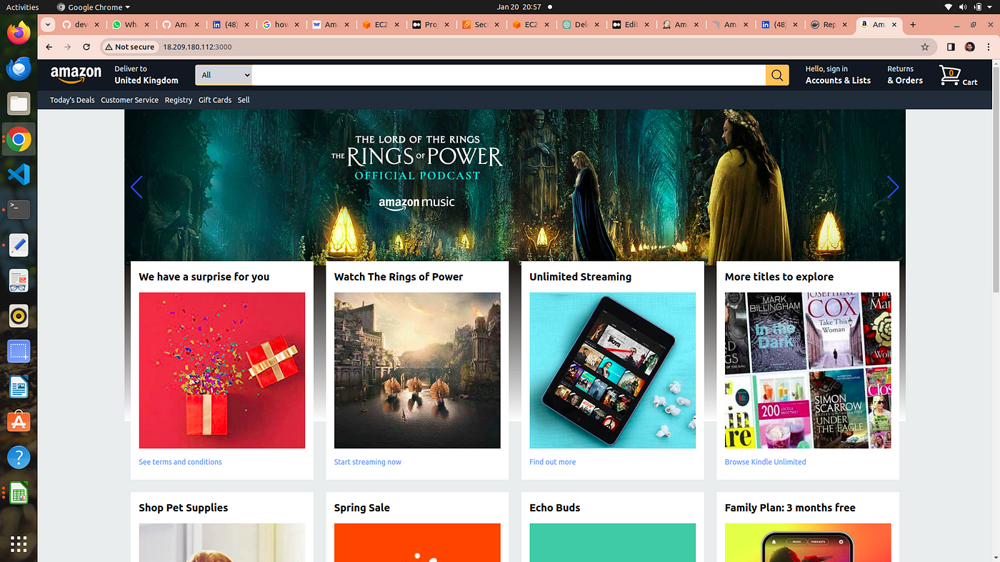 Activities
Google Chrome
Jan 20 20:57
dev
Wha
Ama
(48)
how
Ama
EC2
Pro
Sec
EC2
Del
Edit
Am
Am
(48)
Rep
Am
Not secure
18.209.180.112:3000
amazon
Deliver to
United Kingdom
All
Hello, sign in
Accounts & Lists
Returns
& Orders
0
Cart
Today's Deals
Customer Service
Registry
Gift Cards
Sell
THE LORD OF THE RINGS
THE RINGS OF POWER
OFFICIAL PODCAST
amazon music
We have a surprise for you
Watch The Rings of Power
Unlimited Streaming
More titles to explore
MARK
BILLINGHAM
In the
Dark
JOSEPHINE
COX
Take This
Woman
200
SIMON
SCARROW
UNDER
THE EAGLE
See terms and conditions
Start streaming now
Find out more
Browse Kindle Unlimited
Shop Pet Supplies
Spring Sale
Echo Buds
Family Plan: 3 months free
MUSIC
PODCASTS